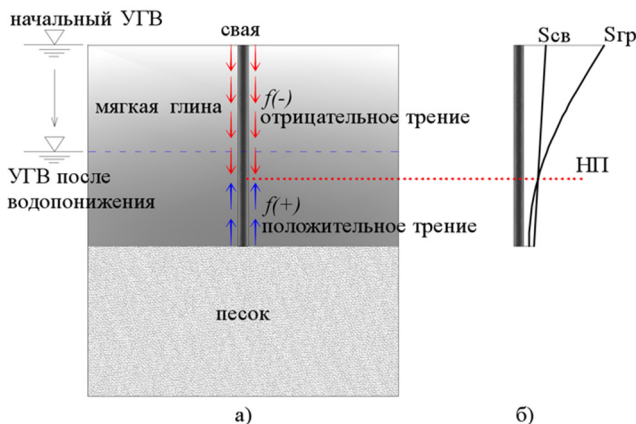 начальный УГВ
свая
Sсв
Sгр
мягкая глина
f(-)
отрицательное трение
НП
УГВ после
водопонижения
f(+)
положительное трение
песок
а)
б)